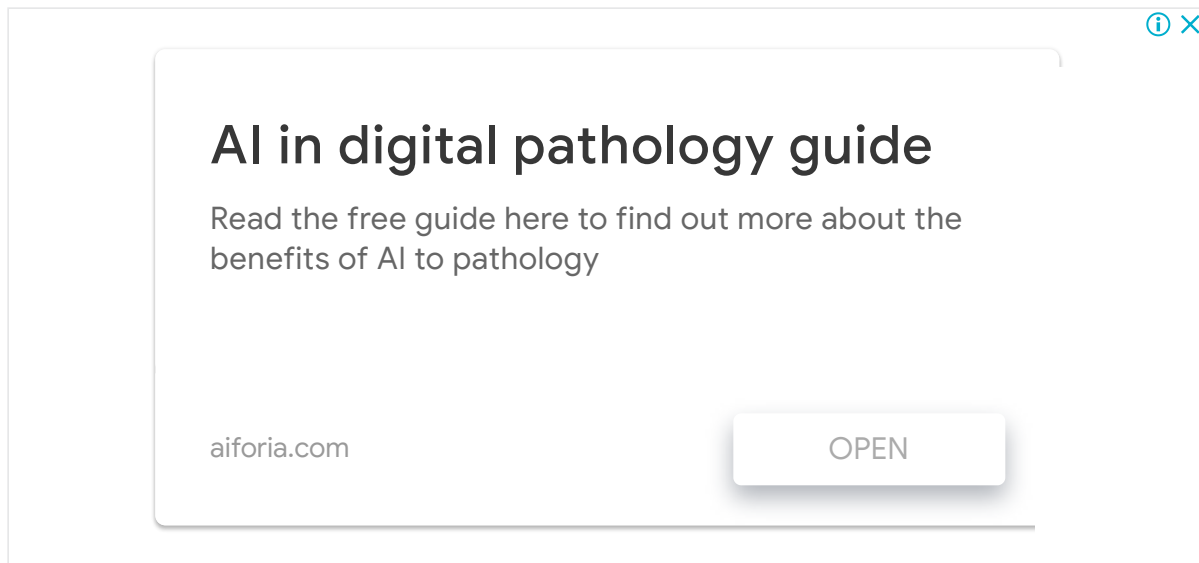 AI in digital pathology guide
Read the free guide here to find out more about the
benefits of AI to pathology
aiforia.com
OPEN